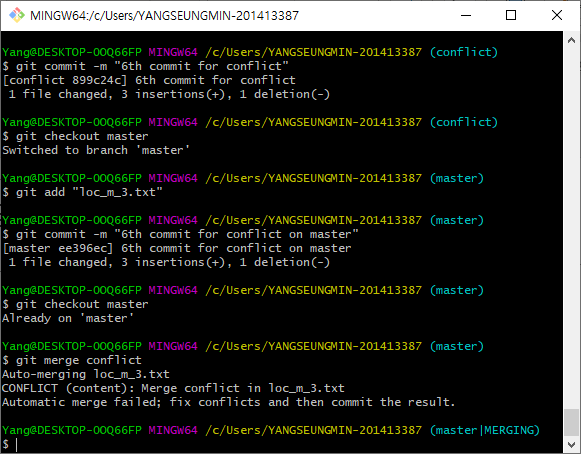 MINGW64:/c/Users/YANGSEUNGMIN-201413387
Yang@DESKTOP-OOQ66FP MINGW64 /c/Users/YANGSEUNGMIN-201413387 (conflict)
$ git commit -m "6th commit for conflict"
[conflict 899c24c] 6th commit for conflict
 1 file changed, 3 insertions(+), 1 deletion(-)
Yang@DESKTOP-OOQ66FP MINGW64 /c/Users/YANGSEUNGMIN-201413387 (conflict)
$ git checkout master
Switched to branch 'master'
Yang@DESKTOP-OOQ66FP MINGW64 /c/Users/YANGSEUNGMIN-201413387 (master)
$ git add "loc_m_3.txt"
Yang@DESKTOP-OOQ66FP MINGW64 /c/Users/YANGSEUNGMIN-201413387 (master)
$ git commit -m "6th commit for conflict on master"
[master ee396ec] 6th commit for conflict on master
 1 file changed, 3 insertions(+), 1 deletion(-)
Yang@DESKTOP-OOQ66FP MINGW64 /c/Users/YANGSEUNGMIN-201413387 (master)
$ git checkout master
Already on 'master'
Yang@DESKTOP-OOQ66FP MINGW64 /c/Users/YANGSEUNGMIN-201413387 (master)
$ git merge conflict
Auto-merging loc_m_3.txt
CONFLICT (content): Merge conflict in loc_m_3.txt
Automatic merge failed; fix conflicts and then commit the result.
Yang@DESKTOP-OOQ66FP MINGW64 /c/Users/YANGSEUNGMIN-201413387 (master|MERGING)
$